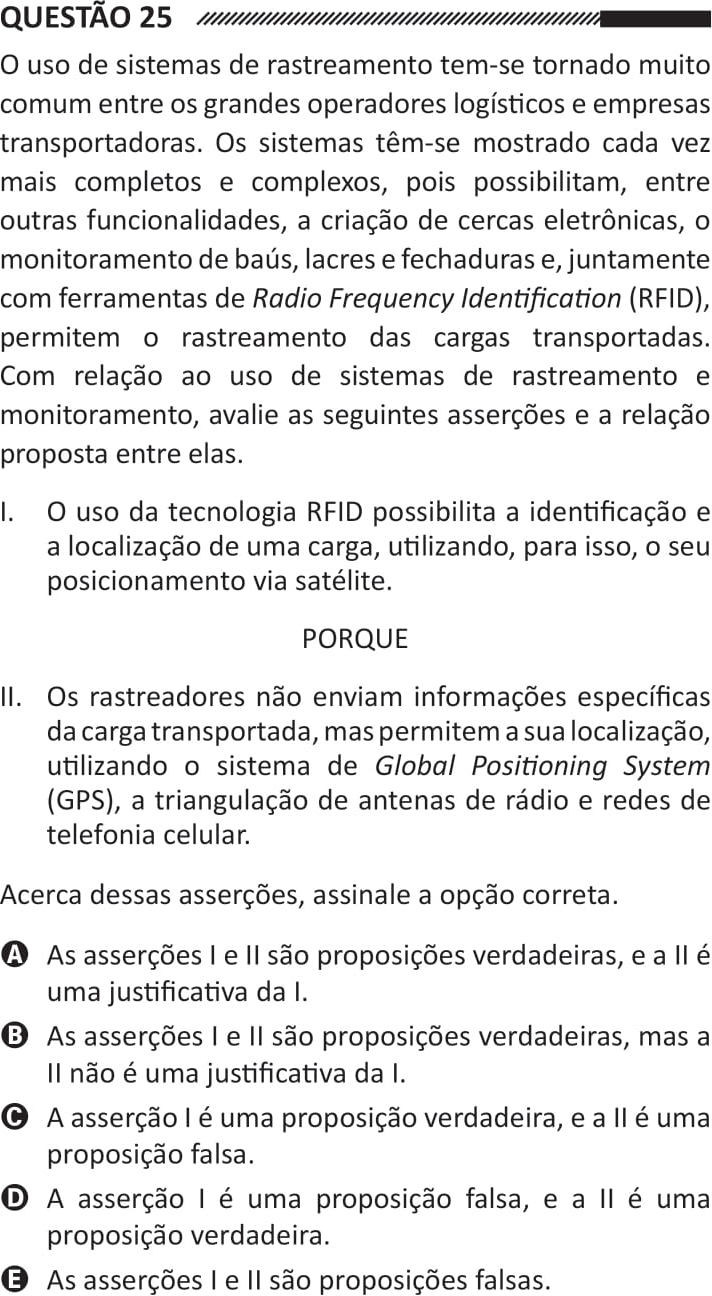 QUESTÃO 25
O uso de sistemas de rastreamento tem-se tornado muito
comum entre os grandes operadores logísticos e empresas
transportadoras. Os sistemas têm-se mostrado cada vez
mais completos e complexos, pois possibilitam, entre
outras funcionalidades, a criação de cercas eletrônicas, o
monitoramento de baús, lacres e fechaduras e, juntamente
com ferramentas de Radio Frequency Identification (RFID),
permitem o rastreamento das cargas transportadas.
Com relação ao uso de sistemas de rastreamento e
monitoramento, avalie as seguintes asserções e a relação
proposta entre elas.
I. O uso da tecnologia RFID possibilita a identificação e
a localização de uma carga, utilizando, para isso, o seu
posicionamento via satélite.
PORQUE
II. Os rastreadores não enviam informações específicas
da carga transportada, mas permitem a sua localização,
utilizando o sistema de Global Positioning System
(GPS), a triangulação de antenas de rádio e redes de
telefonia celular.
Acerca dessas asserções, assinale a opção correta.
A As asserções I e II são proposições verdadeiras, e a II é
uma justificativa da I.
B As asserções I e II são proposições verdadeiras, mas a
II não é uma justificativa da I.
C A asserção I é uma proposição verdadeira, e a II é uma
proposição falsa.
D A asserção I é uma proposição falsa, e a II é uma
proposição verdadeira.
E As asserções I e II são proposições falsas.